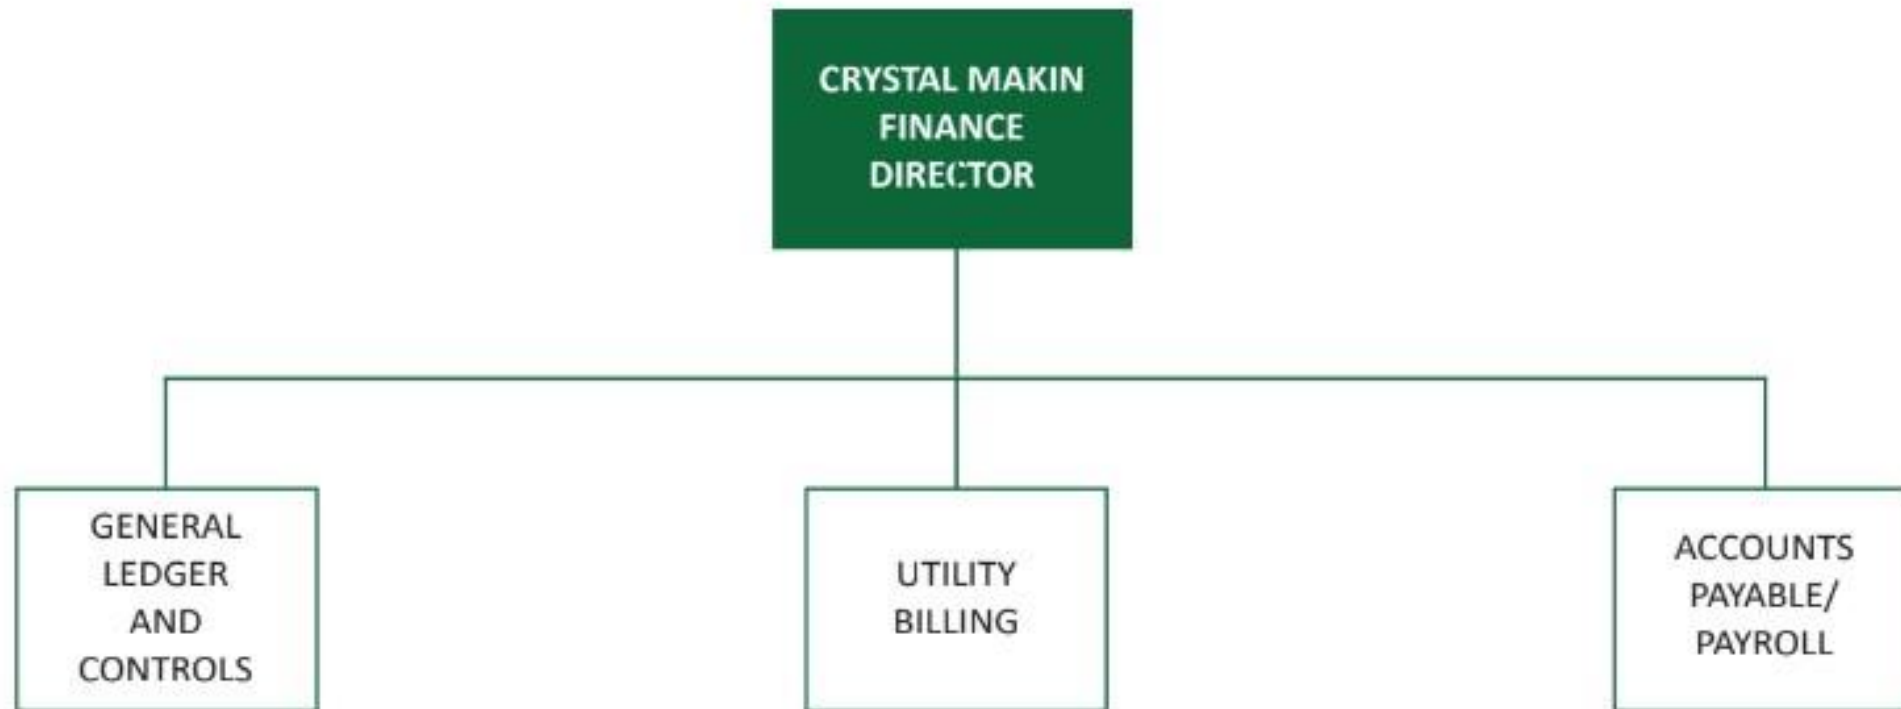 CRYSTAL MAKIN
FINANCE
DIRECTOR
GENERAL
LEDGER
AND
CONTROLS
UTILITY
BILLING
ACCOUNTS
PAYABLE/
PAYROLL